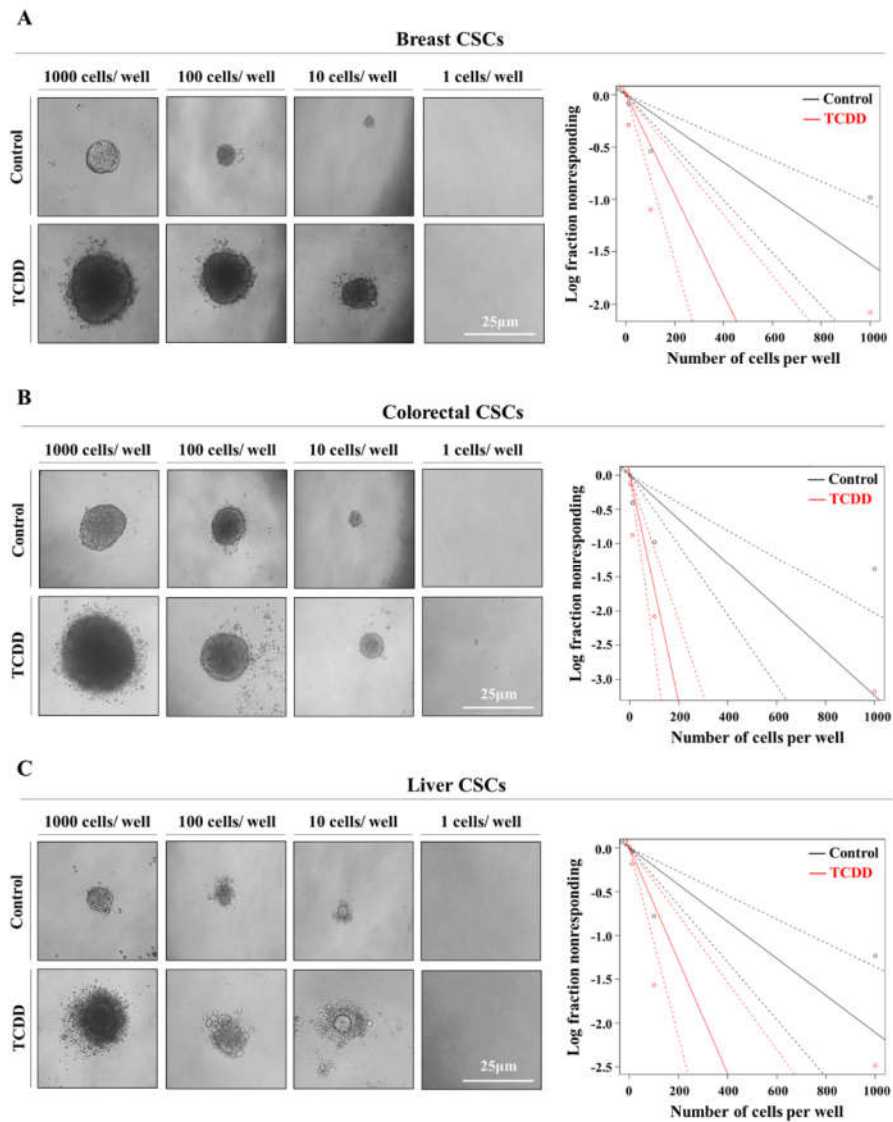 A
Breast CSCs
1000 cells/ well 100 cells/ well 10 cells/ well 1 cells/ well
Control
TCDD
25μm
Log fraction nonresponding
0.0
-0.5
-1.0
-1.5
-2.0
Control
TCDD
0 200 400 600 800 1000
Number of cells per well
B
Colorectal CSCs
1000 cells/ well 100 cells/ well 10 cells/ well 1 cells/ well
Control
TCDD
25μm
Log fraction nonresponding
0.0
-0.5
-1.0
-1.5
-2.0
-2.5
-3.0
Control
TCDD
0 200 400 600 800 1000
Number of cells per well
C
Liver CSCs
1000 cells/ well 100 cells/ well 10 cells/ well 1 cells/ well
Control
TCDD
25μm
Log fraction nonresponding
0.0
-0.5
-1.0
-1.5
-2.0
-2.5
Control
TCDD
0 200 400 600 800 1000
Number of cells per well